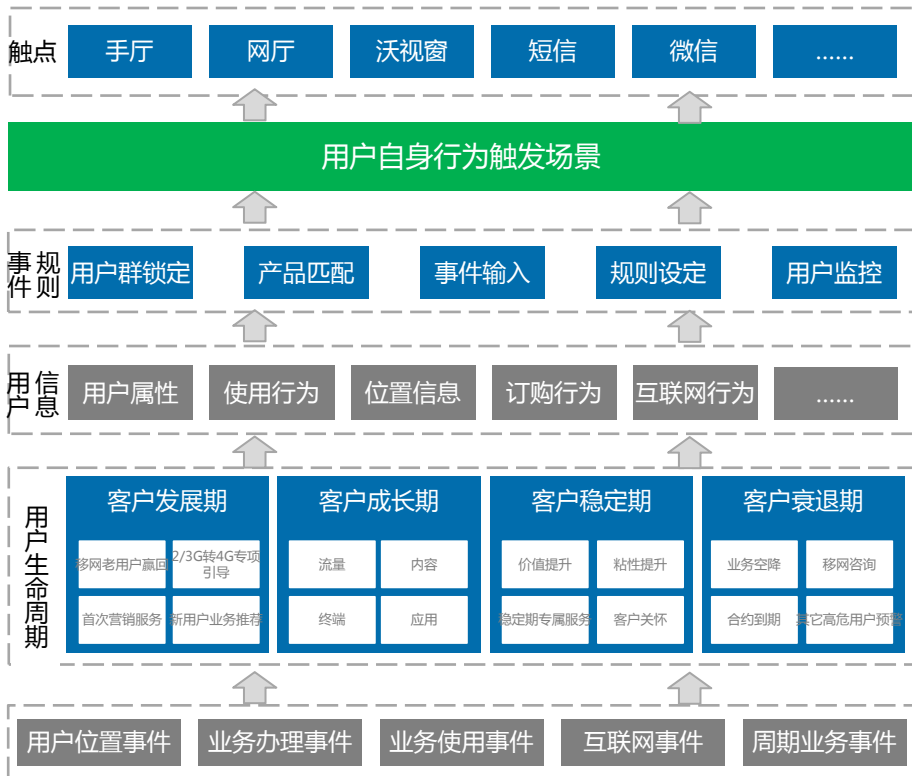 触点
手厅
网厅
沃视窗
短信
微信
......
用户自身行为触发场景
事件
规则
用户群锁定
产品匹配
事件输入
规则设定
用户监控
用户
信息
用户属性
使用行为
位置信息
订购行为
互联网行为
......
用户生命周期
客户发展期
移网老用户赢回
2/3G转4G专项
引导
首次营销服务
新用户业务推荐
客户成长期
流量
内容
终端
应用
客户稳定期
价值提升
粘性提升
稳定期专属服务
客户关怀
客户衰退期
业务空降
移网咨询
合约到期
其它高危用户预警
用户位置事件
业务办理事件
业务使用事件
互联网事件
周期业务事件